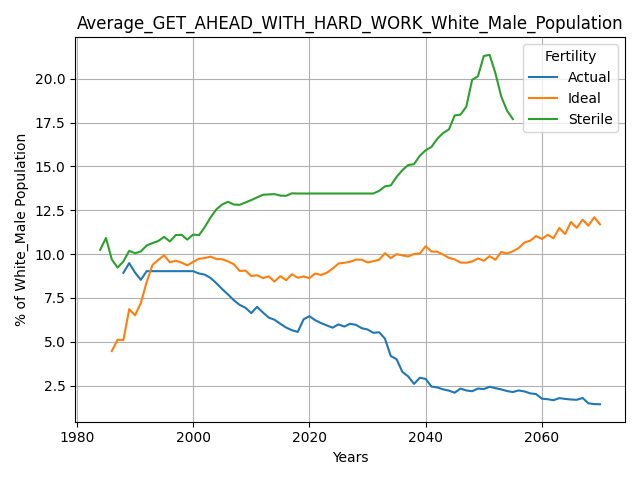 Average_GET_AHEAD_WITH_HARD_WORK_White_Male_Population
Fertility
Actual
Ideal
Sterile
% of White_Male Population
20.0
17.5
15.0
12.5
10.0
7.5
5.0
2.5
1980
2000
2020
2040
2060
Years